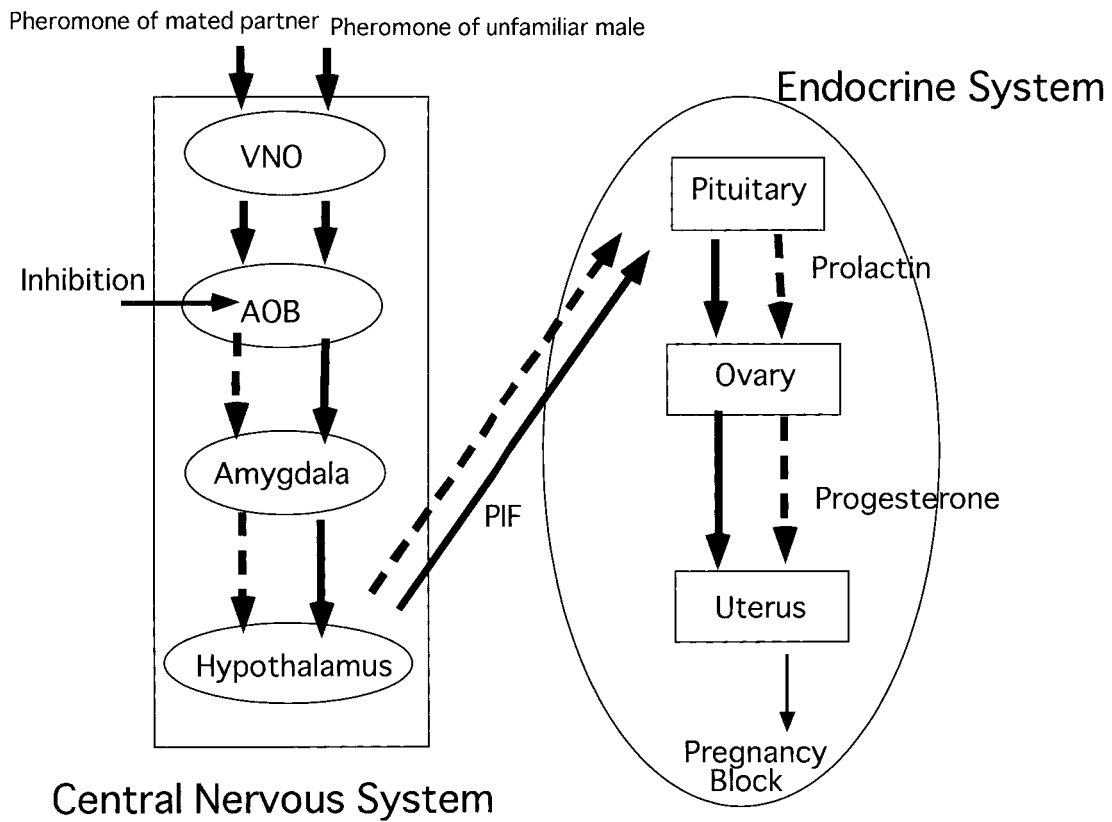 Pheromone of mated partner
Pheromone of unfamiliar male
Endocrine System
VNO
Pituitary
Inhibition
Prolactin
AOB
Ovary
Amygdala
PIF
Progesterone
Uterus
Hypothalamus
Pregnancy
Block
Central Nervous System